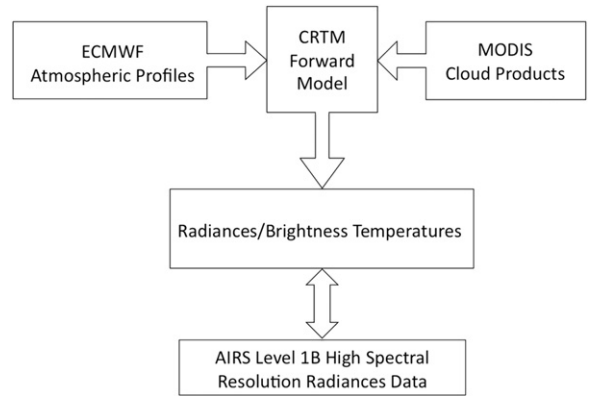 ECMWF
Atmospheric Profiles
CRTM
Forward
Model
MODIS
Cloud Products
Radiances/Brightness Temperatures
AIRS Level 1B High Spectral
Resolution Radiances Data